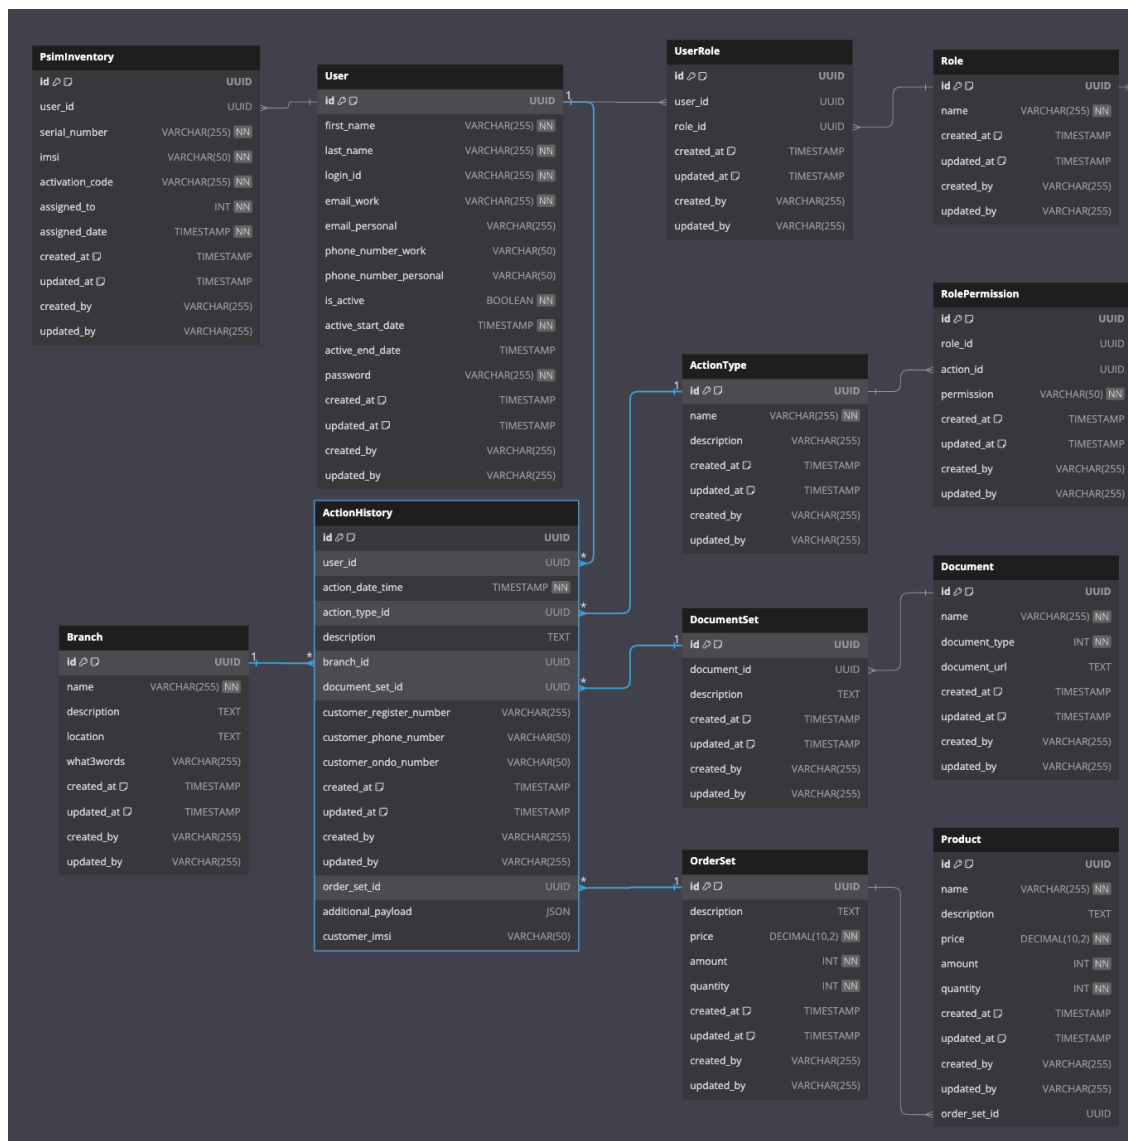 PsimInventory
id UUID
user_id UUID
serial_number VARCHAR(255) NN
imsi VARCHAR(50) NN
activation_code VARCHAR(255) NN
assigned_to INT NN
assigned_date TIMESTAMP NN
created_at TIMESTAMP
updated_at TIMESTAMP
created_by VARCHAR(255)
updated_by VARCHAR(255)
User
id UUID 1
first_name VARCHAR(255) NN
last_name VARCHAR(255) NN
login_id VARCHAR(255) NN
email_work VARCHAR(255) NN
email_personal VARCHAR(255)
phone_number_work VARCHAR(50)
phone_number_personal VARCHAR(50)
is_active BOOLEAN NN
active_start_date TIMESTAMP NN
active_end_date TIMESTAMP
password VARCHAR(255) NN
created_at TIMESTAMP
updated_at TIMESTAMP
created_by VARCHAR(255)
updated_by VARCHAR(255)
UserRole
id UUID
user_id UUID
role_id UUID
created_at TIMESTAMP
updated_at TIMESTAMP
created_by VARCHAR(255)
updated_by VARCHAR(255)
Role
id UUID
name VARCHAR(255) NN
created_at TIMESTAMP
updated_at TIMESTAMP
created_by VARCHAR(255)
updated_by VARCHAR(255)
RolePermission
id UUID
role_id UUID
action_id UUID
permission VARCHAR(50) NN
created_at TIMESTAMP
updated_at TIMESTAMP
created_by VARCHAR(255)
updated_by VARCHAR(255)
ActionType
1 id UUID
name VARCHAR(255) NN
description VARCHAR(255)
created_at TIMESTAMP
updated_at TIMESTAMP
created_by VARCHAR(255)
updated_by VARCHAR(255)
ActionHistory
id UUID
user_id UUID *
action_date_time TIMESTAMP NN
action_type_id UUID *
description TEXT
* branch_id UUID
document_set_id UUID *
customer_register_number VARCHAR(255)
customer_phone_number VARCHAR(50)
customer_ondo_number VARCHAR(50)
created_at TIMESTAMP
updated_at TIMESTAMP
created_by VARCHAR(255)
updated_by VARCHAR(255)
order_set_id UUID *
additional_payload JSON
customer_imsi VARCHAR(50)
Branch
id UUID 1
name VARCHAR(255) NN
description TEXT
location TEXT
what3words VARCHAR(255)
created_at TIMESTAMP
updated_at TIMESTAMP
created_by VARCHAR(255)
updated_by VARCHAR(255)
DocumentSet
1 id UUID
document_id UUID
description TEXT
created_at TIMESTAMP
updated_at TIMESTAMP
created_by VARCHAR(255)
updated_by VARCHAR(255)
Document
id UUID
name VARCHAR(255) NN
document_type INT NN
document_url TEXT
created_at TIMESTAMP
updated_at TIMESTAMP
created_by VARCHAR(255)
updated_by VARCHAR(255)
OrderSet
1 id UUID
description TEXT
price DECIMAL(10,2) NN
amount INT NN
quantity INT NN
created_at TIMESTAMP
updated_at TIMESTAMP
created_by VARCHAR(255)
updated_by VARCHAR(255)
Product
id UUID
name VARCHAR(255) NN
description TEXT
price DECIMAL(10,2) NN
amount INT NN
quantity INT NN
created_at TIMESTAMP
updated_at TIMESTAMP
created_by VARCHAR(255)
updated_by VARCHAR(255)
order_set_id UUID